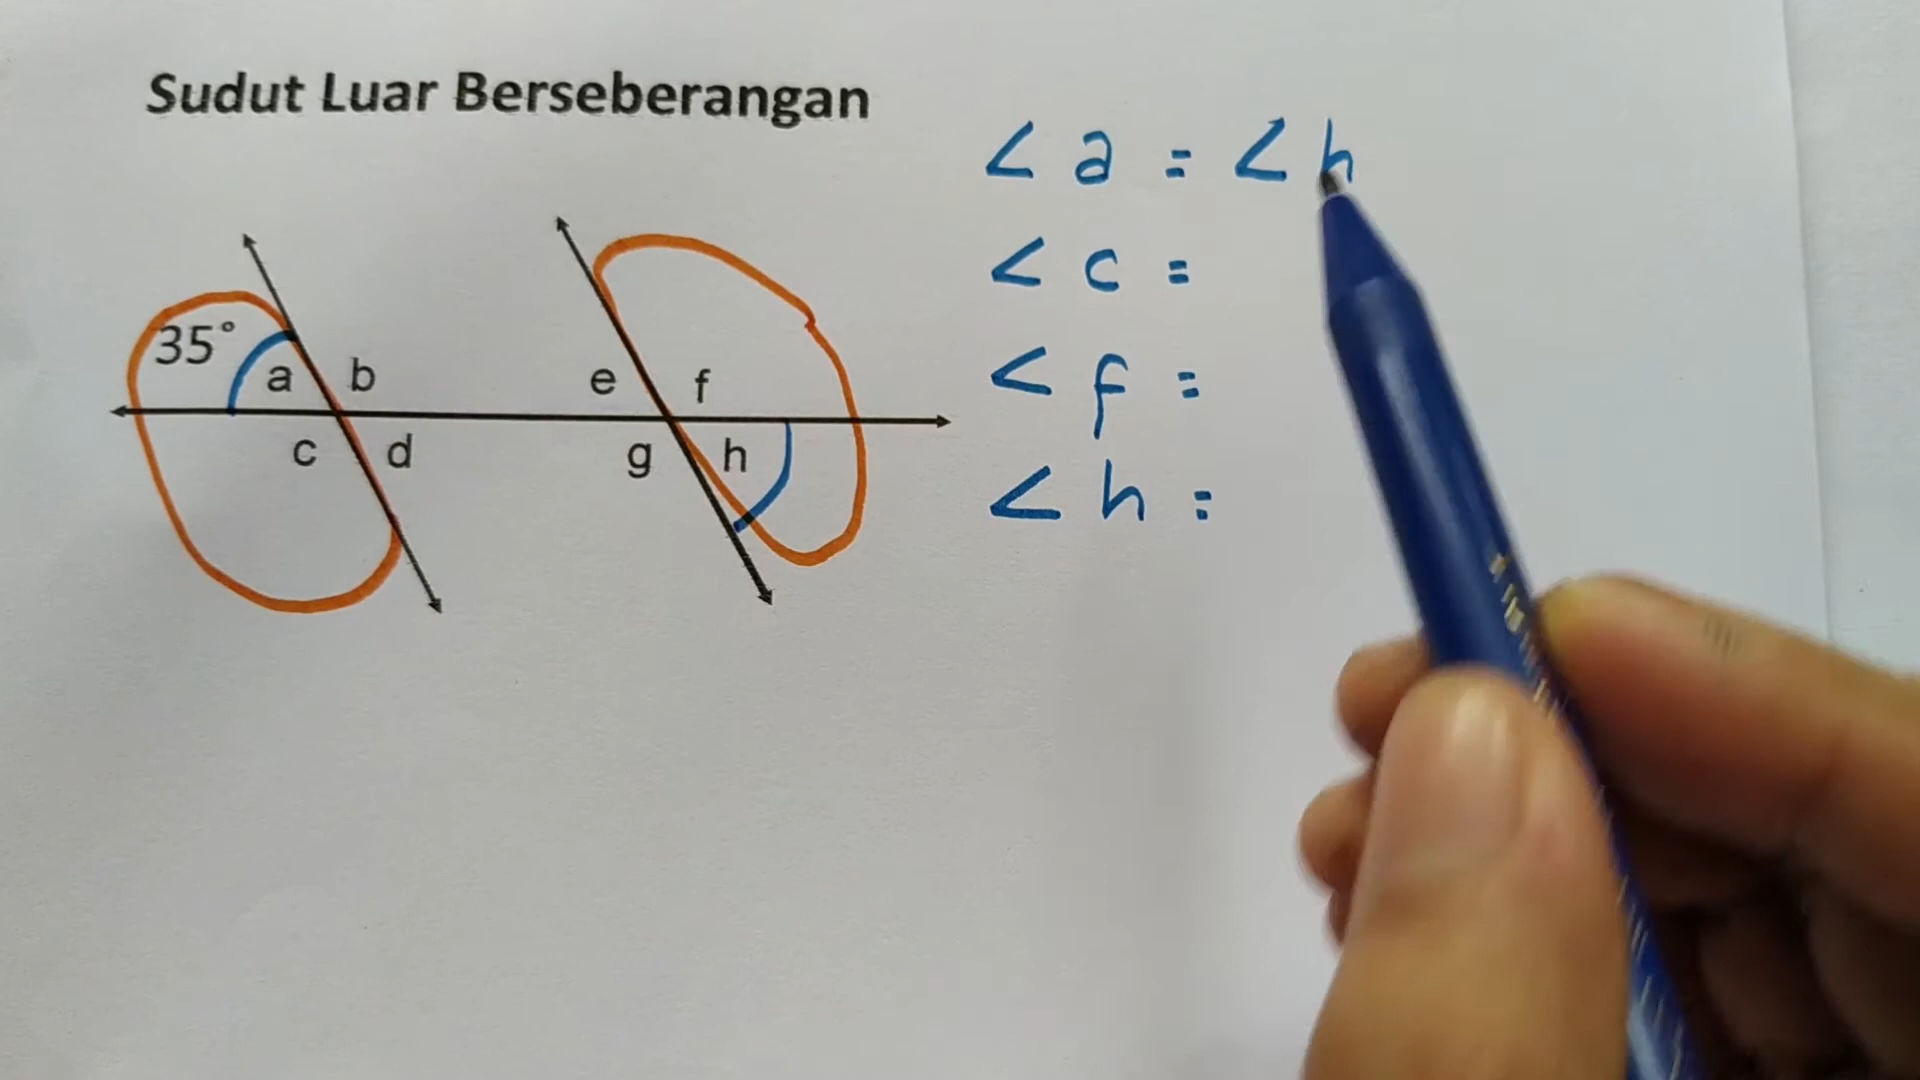 Sudut Luar Berseberangan
∠ a = ∠ h
∠ c =
∠ f =
∠ h =
35°
a b e f
c d g h